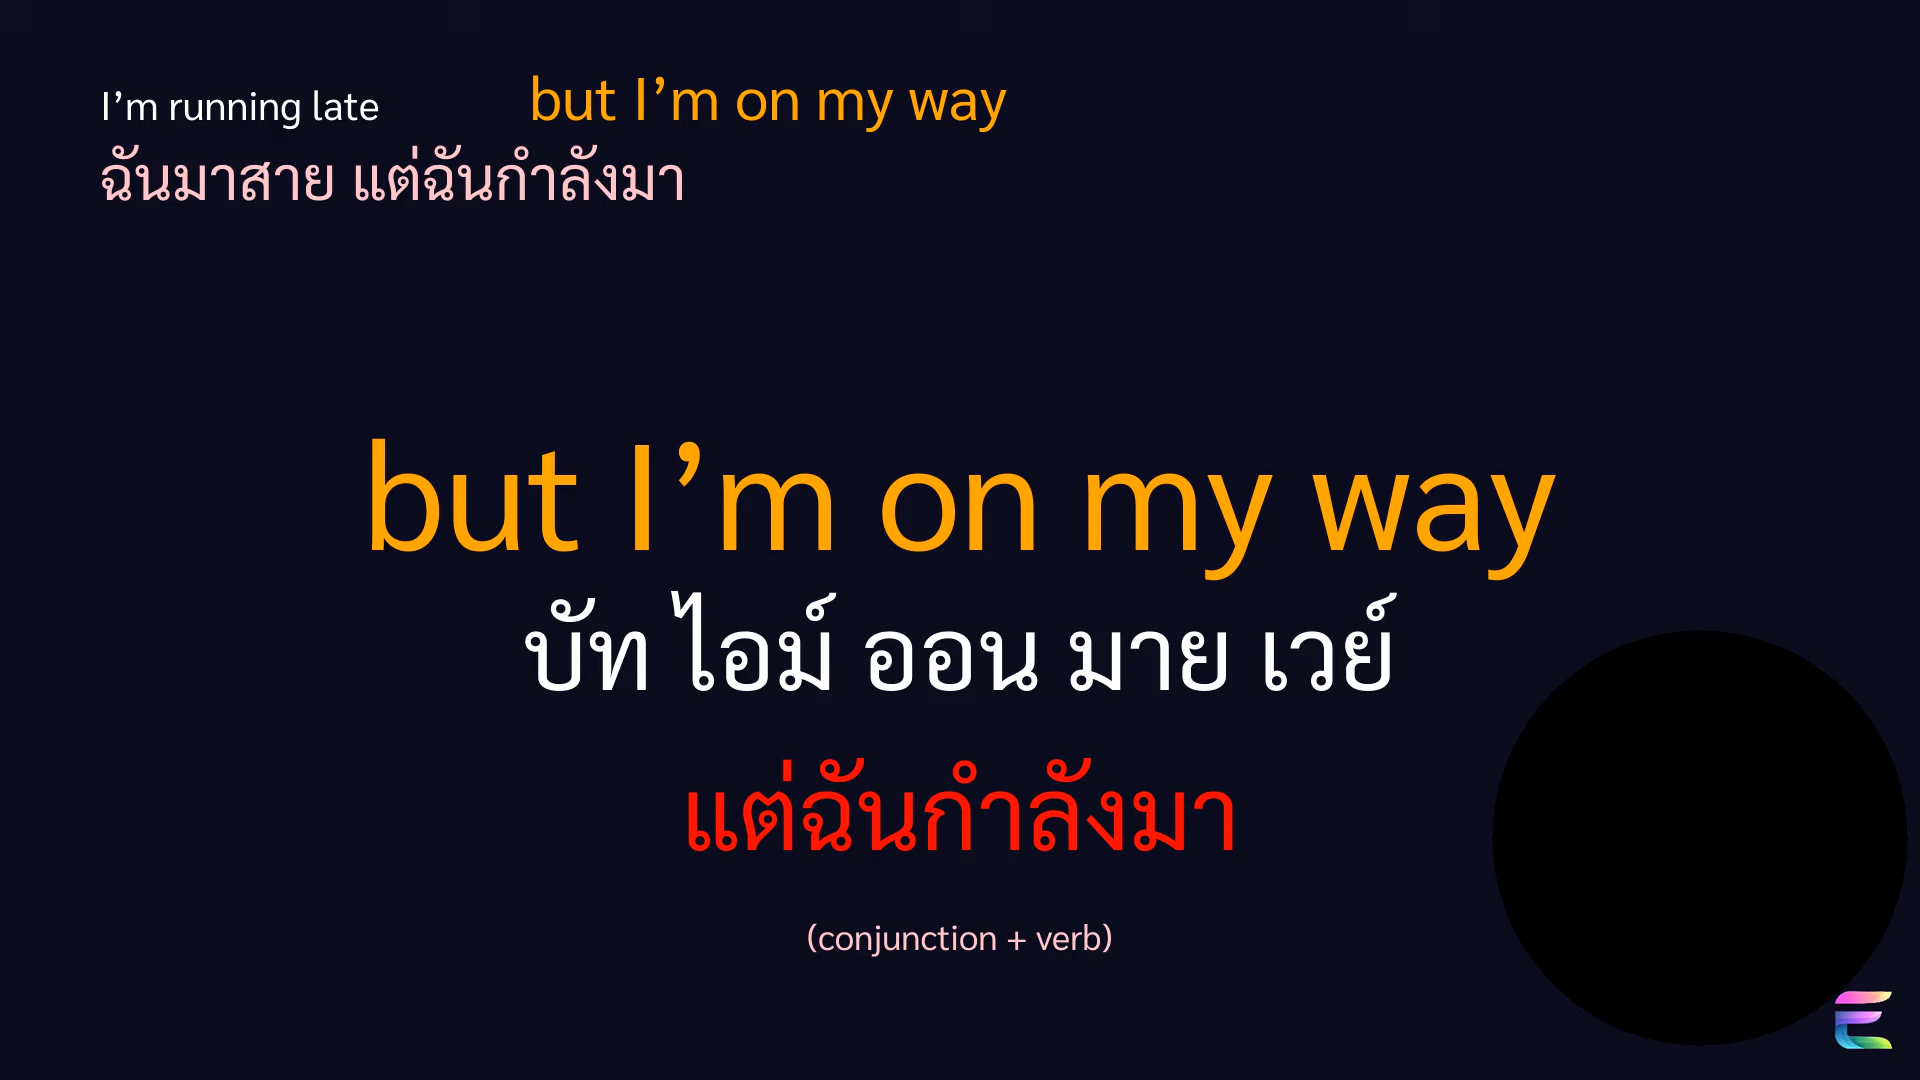 I’m running late but I’m on my way
ฉันมาสาย แต่ฉันกำลังมา
but I’m on my way
บัท ไอม์ ออน มาย เวย์
แต่ฉันกำลังมา
(conjunction + verb)